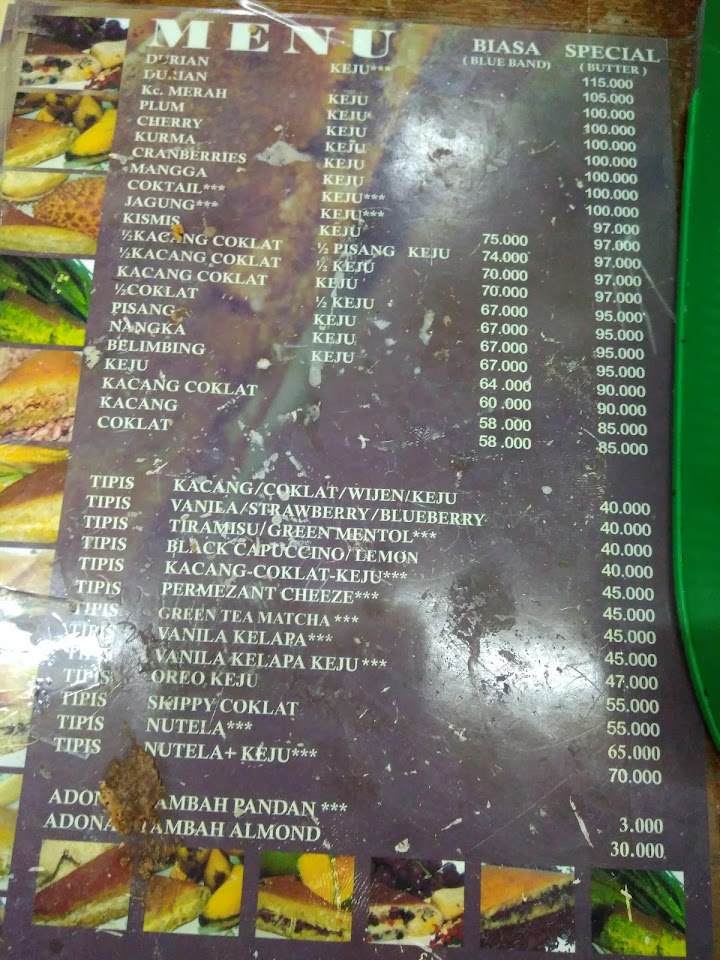 MENU BIASA SPECIAL
( BLUE BAND) ( BUTTER )
DURIAN KEJU*** 115.000
DURIAN 105.000
Kc. MERAH KEJU 100.000
PLUM KEJU 100.000
CHERRY KEJU 100.000
KURMA KEJU 100.000
CRANBERRIES KEJU 100.000
MANGGA KEJU 100.000
COKTAIL*** KEJU*** 100.000
JAGUNG*** KEJU*** 97.000
KISMIS KEJU 75.000 97.000
½KACANG COKLAT ½ PISANG KEJU 74.000 97.000
½KACANG COKLAT ½ KEJU 70.000 97.000
KACANG COKLAT KEJU 70.000 97.000
½COKLAT ½ KEJU 67.000 95.000
PISANG KEJU 67.000 95.000
NANGKA KEJU 67.000 95.000
BELIMBING KEJU 67.000 95.000
KEJU 64 .000 90.000
KACANG COKLAT 60 .000 90.000
KACANG 58 .000 85.000
COKLAT 58 .000 85.000
TIPIS KACANG/COKLAT/WIJEN/KEJU 40.000
TIPIS VANILA/STRAWBERRY/BLUEBERRY 40.000
TIPIS TIRAMISU/GREEN MENTOL*** 40.000
TIPIS BLACK CAPUCCINO/LEMON 40.000
TIPIS KACANG-COKLAT-KEJU*** 45.000
TIPIS PERMEZANT CHEEZE*** 45.000
TIPIS GREEN TEA MATCHA *** 45.000
TIPIS VANILA KELAPA*** 45.000
TIPIS VANILA KELAPA KEJU *** 47.000
TIPIS OREO KEJU 55.000
TIPIS SKIPPY COKLAT 55.000
TIPIS NUTELA*** 65.000
TIPIS NUTELA+ KEJU*** 70.000
PANDAN *** 3.000
ALMOND 30.000